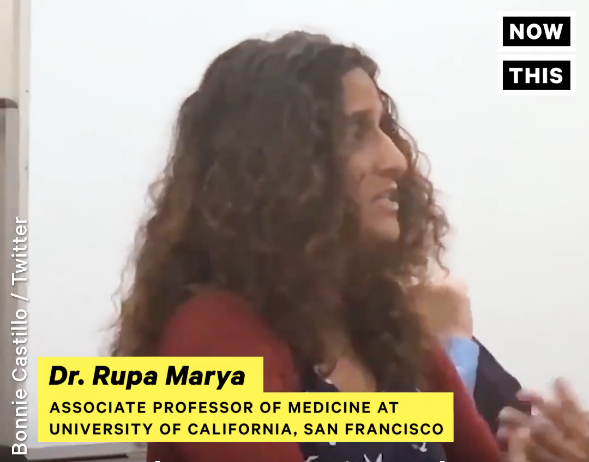 NOW
THIS
Bonnie Castillo / Twitter
Dr. Rupa Marya
ASSOCIATE PROFESSOR OF MEDICINE AT
UNIVERSITY OF CALIFORNIA, SAN FRANCISCO